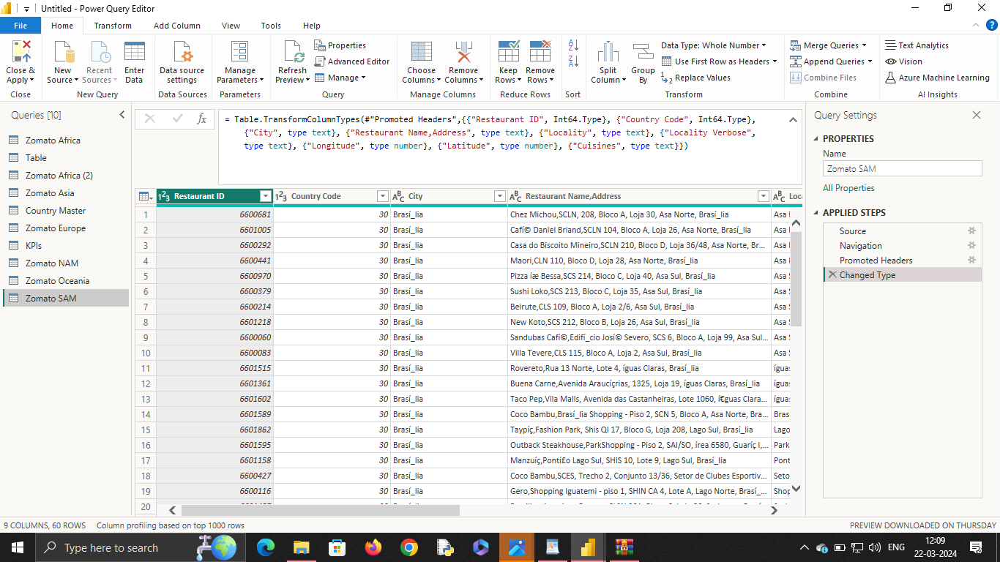 Untitled - Power Query Editor
File Home Transform Add Column View Tools Help
Close & Apply
New Source
Recent Sources
Enter Data
Data source settings
Manage Parameters
Refresh Preview
Properties
Advanced Editor
Manage
Choose Columns
Remove Columns
Keep Rows
Remove Rows
Split Column
Group By
Data Type: Whole Number
Use First Row as Headers
Replace Values
Merge Queries
Append Queries
Combine Files
Text Analytics
Vision
Azure Machine Learning
Close New Query Data Sources Parameters Query Manage Columns Reduce Rows Sort Transform Combine AI Insights
Queries [10]
Zomato Africa
Table
Zomato Africa (2)
Zomato Asia
Country Master
Zomato Europe
KPIs
Zomato NAM
Zomato Oceania
Zomato SAM
= Table.TransformColumnTypes(#"Promoted Headers",{{"Restaurant ID", Int64.Type}, {"Country Code", Int64.Type},
{"City", type text}, {"Restaurant Name,Address", type text}, {"Locality", type text}, {"Locality Verbose",
type text}, {"Longitude", type number}, {"Latitude", type number}, {"Cuisines", type text}})
Restaurant ID Country Code City Restaurant Name,Address Loca
1 6600681 30 Brasí_lia Chez Michou,SCLN, 208, Bloco A, Loja 30, Asa Norte, Brasí_lia Asa
2 6601005 30 Brasí_lia Cafí© Daniel Briand,SCLN 104, Bloco A, Loja 26, Asa Norte, Brasí_lia Asa
3 6600292 30 Brasí_lia Casa do Biscoito Mineiro,SCLN 210, Bloco D, Loja 36/48, Asa Norte, Br... Asa
4 6600441 30 Brasí_lia Maori,CLN 110, Bloco D, Loja 28, Asa Norte, Brasí_lia Asa
5 6600970 30 Brasí_lia Pizza íæ Bessa,SCS 214, Bloco C, Loja 40, Asa Sul, Brasí_lia Asa S
6 6600379 30 Brasí_lia Sushi Loko,SCS 213, Bloco C, Loja 35, Asa Sul, Brasí_lia Asa S
7 6600214 30 Brasí_lia Beirute,CLS 109, Bloco A, Loja 2/6, Asa Sul, Brasí_lia Asa S
8 6601218 30 Brasí_lia New Koto,SCS 212, Bloco B, Loja 26, Asa Sul, Brasí_lia Asa S
9 6600060 30 Brasí_lia Sandubas Cafí©,Edifí_cio Josí© Severo, SCS 6, Bloco A, Loja 99, Asa Sul... Asa S
10 6600083 30 Brasí_lia Villa Tevere,CLS 115, Bloco A, Loja 2, Asa Sul, Brasí_lia Asa S
11 6601515 30 Brasí_lia Rovereto,Rua 13 Norte, Lote 4, íguas Claras, Brasí_lia íguas
12 6601361 30 Brasí_lia Buena Carne,Avenida Araucíçrias, 1325, Loja 19, íguas Claras, Brasí_lia íguas
13 6601602 30 Brasí_lia Taco Pep,Vila Malls, Avenida das Castanheiras, Lote 1060, í€guas Clara... íguas
14 6601589 30 Brasí_lia Coco Bambu,Brasí_lia Shopping - Piso 2, SCN 5, Bloco A, Asa Norte, Bra... Bras
15 6601862 30 Brasí_lia Taypíç,Fashion Park, Shis QI 17, Bloco G, Loja 208, Lago Sul, Brasí_lia Lago
16 6601595 30 Brasí_lia Outback Steakhouse,ParkShopping - Piso 2, SAI/SO, írea 6580, Guaríç I,... Park
17 6601158 30 Brasí_lia Manzuíç,Pontí£o Lago Sul, SHIS 10, Lote 9, Lago Sul, Brasí_lia Pont
18 6600427 30 Brasí_lia Coco Bambu,SCES, Trecho 2, Conjunto 13/36, Setor de Clubes Esportiv... Seto
19 6600116 30 Brasí_lia Gero,Shopping Iguatemi - piso 1, SHIN CA 4, Lote A, Lago Norte, Brasí_... Shop
20
Query Settings
PROPERTIES
Name
Zomato SAM
All Properties
APPLIED STEPS
Source
Navigation
Promoted Headers
Changed Type
9 COLUMNS, 60 ROWS Column profiling based on top 1000 rows PREVIEW DOWNLOADED ON THURSDAY
Type here to search
ENG
12:09
22-03-2024